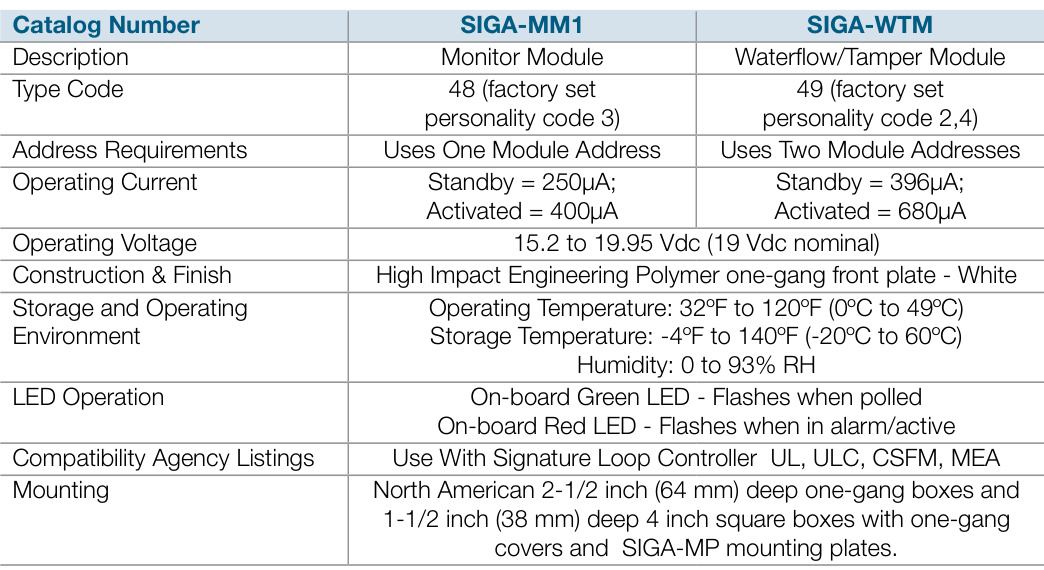 Catalog Number SIGA-MM1 SIGA-WTM
Description Monitor Module Waterflow/Tamper Module
Type Code 48 (factory set 49 (factory set
personality code 3) personality code 2,4)
Address Requirements Uses One Module Address Uses Two Module Addresses
Operating Current Standby = 250µA; Standby = 396µA;
Activated = 400µA Activated = 680µA
Operating Voltage 15.2 to 19.95 Vdc (19 Vdc nominal)
Construction & Finish High Impact Engineering Polymer one-gang front plate - White
Storage and Operating Operating Temperature: 32ºF to 120ºF (0ºC to 49ºC)
Environment Storage Temperature: -4ºF to 140ºF (-20ºC to 60ºC)
Humidity: 0 to 93% RH
LED Operation On-board Green LED - Flashes when polled
On-board Red LED - Flashes when in alarm/active
Compatibility Agency Listings Use With Signature Loop Controller UL, ULC, CSFM, MEA
Mounting North American 2-1/2 inch (64 mm) deep one-gang boxes and
1-1/2 inch (38 mm) deep 4 inch square boxes with one-gang
covers and SIGA-MP mounting plates.